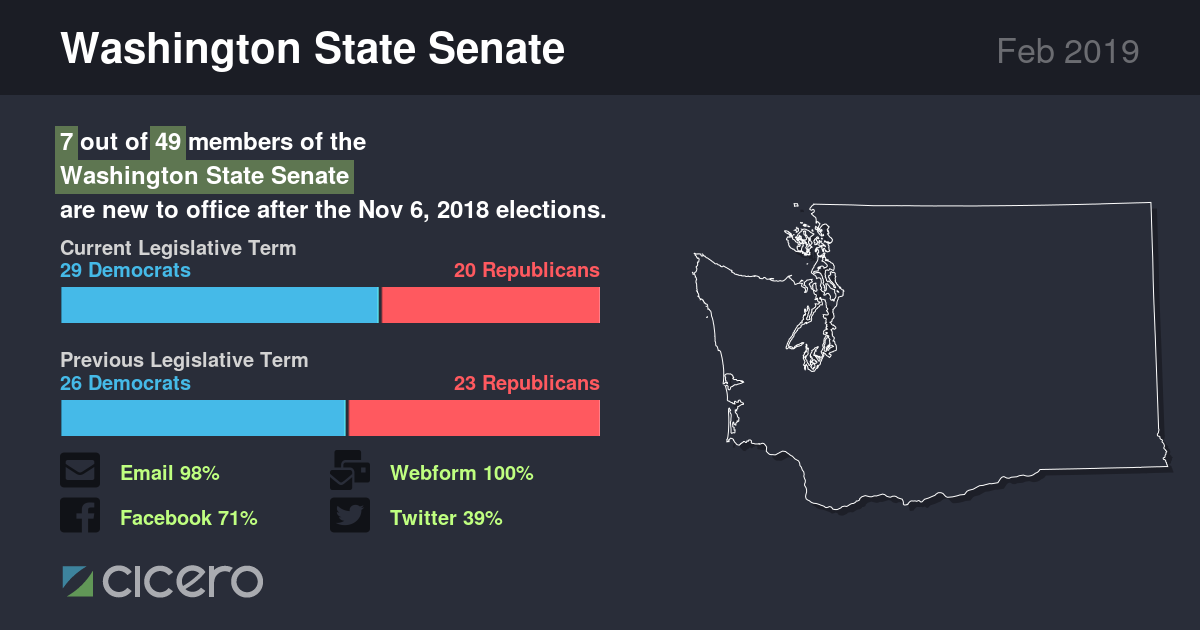 Washington State Senate
Feb 2019
7 out of 49 members of the
Washington State Senate
are new to office after the Nov 6, 2018 elections.
Current Legislative Term
29 Democrats
20 Republicans
Previous Legislative Term
26 Democrats
23 Republicans
Email 98%
Webform 100%
Facebook 71%
Twitter 39%
cicero